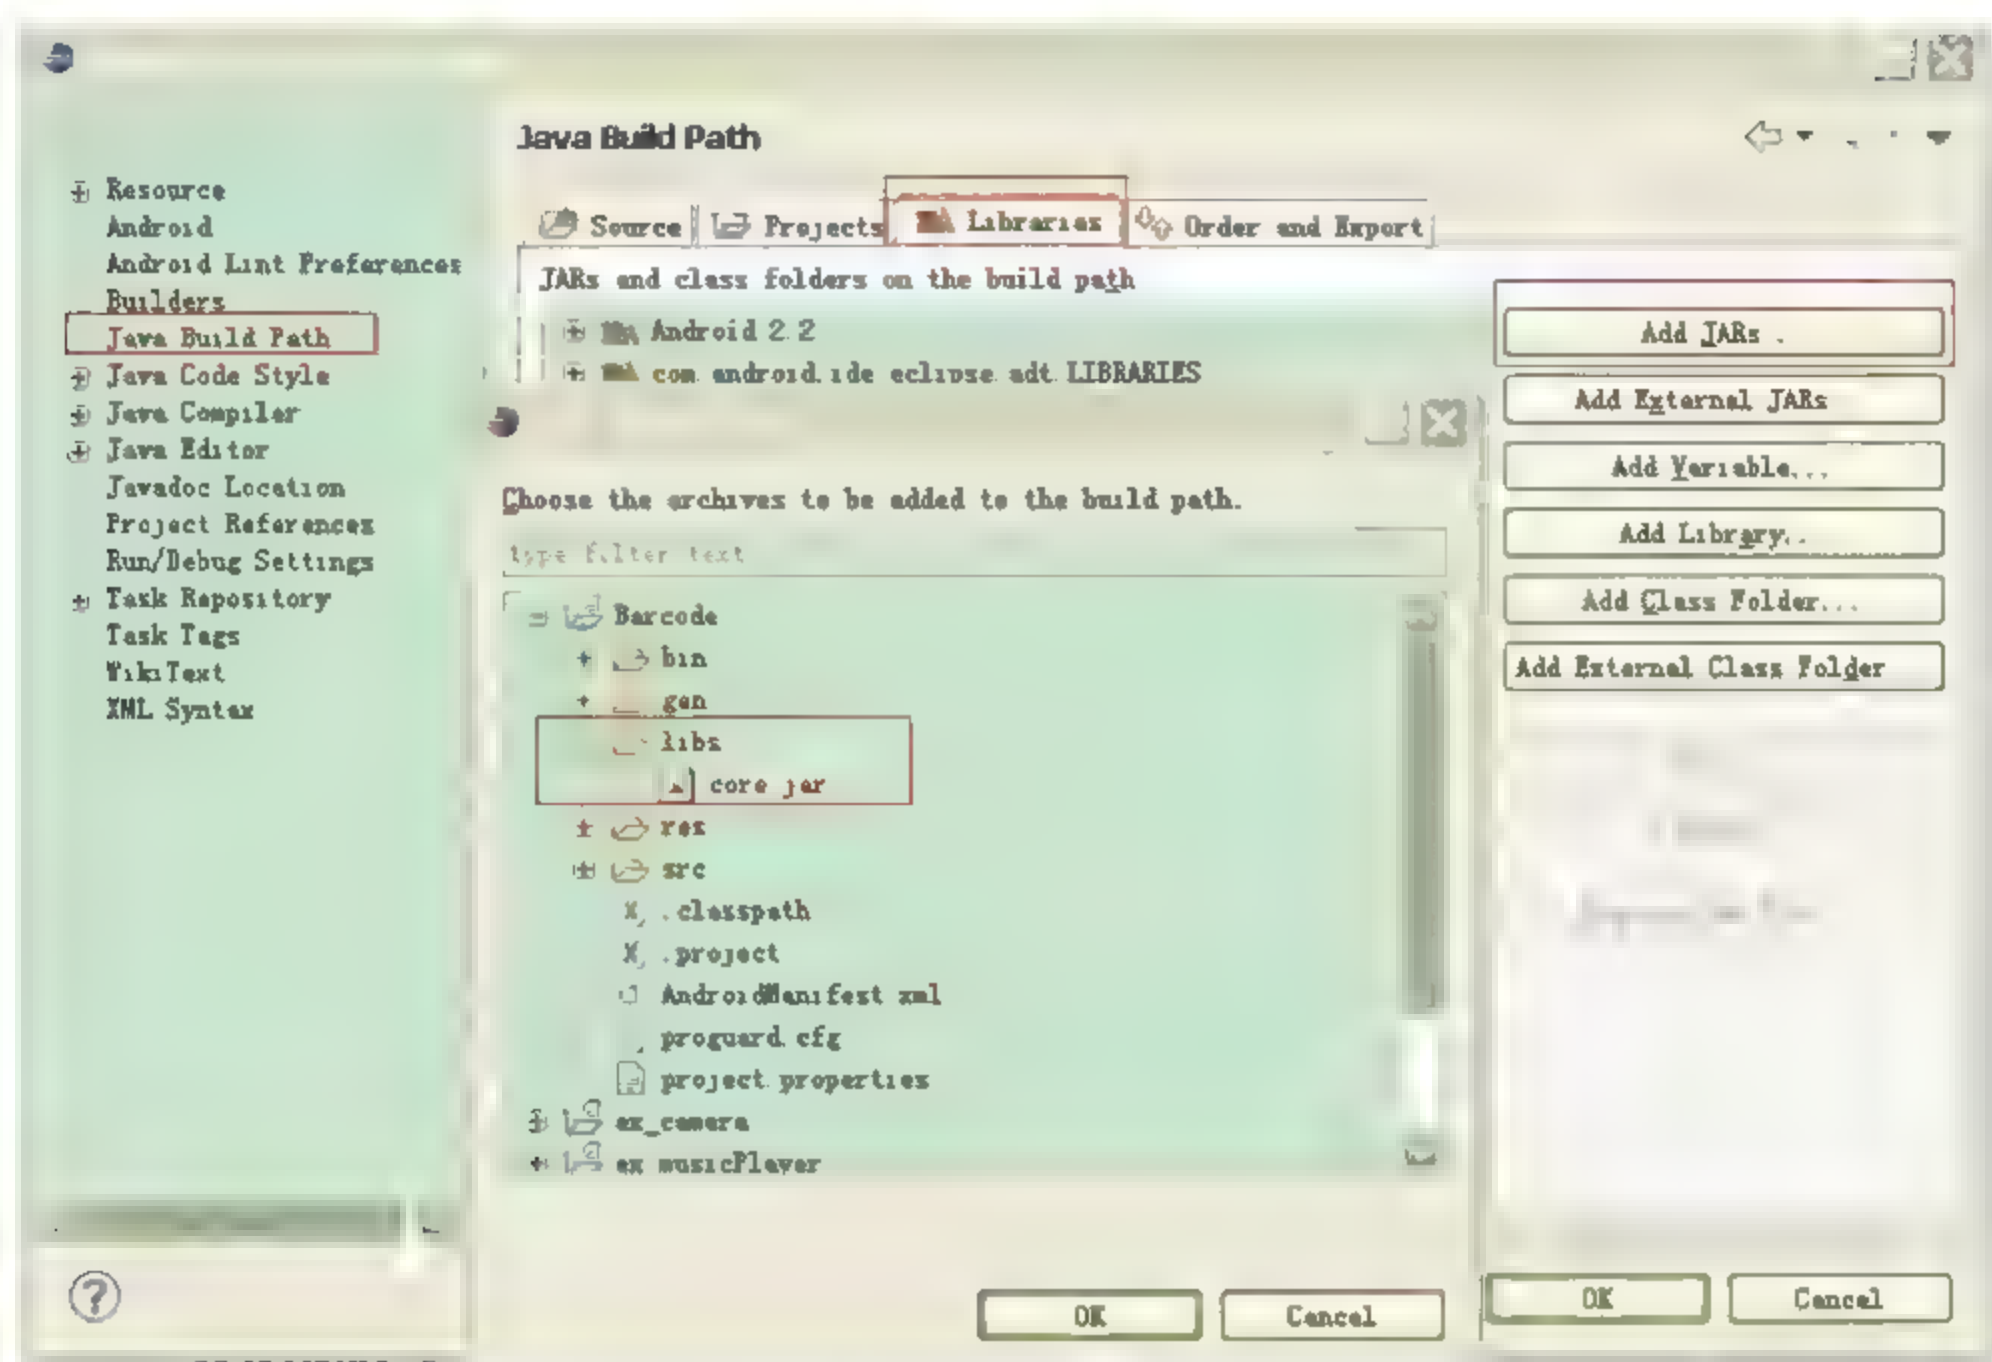 Java Build Path
Resource
Android
Android Lint Preferences
Builders
Java Build Path
Java Code Style
Java Compiler
Java Editor
Javadoc Location
Project References
Run/Debug Settings
Task Repository
Task Tags
WikiText
XML Syntax
Source Projects Libraries Order and Export
JARs and class folders on the build path
Android 2.2
com.android.ide.eclipse.adt.LIBRARIES
Add JARs .
Add External JARs
Add Variable...
Add Library..
Add Class Folder...
Add External Class Folder
Choose the archives to be added to the build path.
type filter text
Barcode
bin
gen
libs
core jar
res
src
.classpath
.project
AndroidManifest xml
proguard.cfg
project.properties
ex_camera
ex musicPlayer
OK Cancel
OK Cancel